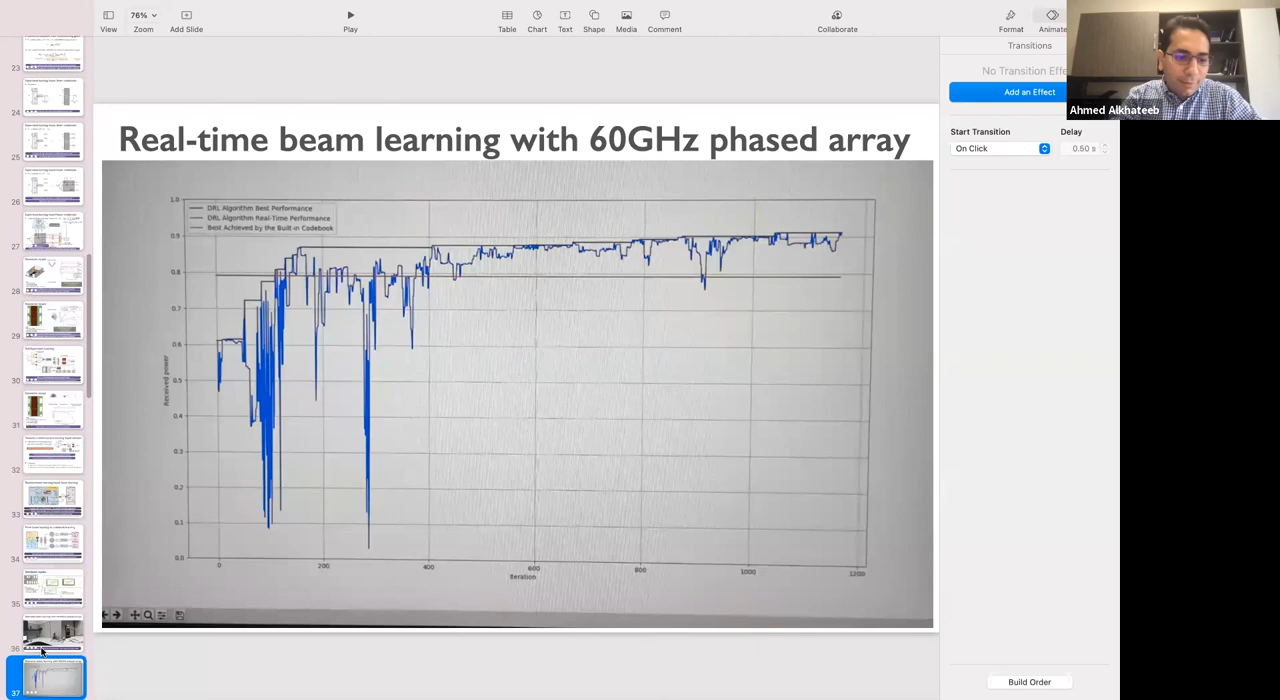 76%
View
Zoom
Add Slide
Play
Table
Chart
Text
Shape
Media
Comment
Collaborate
Format
Animate
Transitions
No Transition Effe
Add an Effect
Ahmed Alkhateeb
Start Transition
Delay
On Click
0.50 s
Build Order
23
24
25
26
27
28
29
30
31
32
33
34
35
36
37
Real-time beam learning with 60GHz phased array
DRL Algorithm Best Performance
DRL Algorithm Real-Time Performance
Best Achieved by the Built-in Codebook
1.0
0.9
0.8
0.7
0.6
0.5
0.4
0.3
0.2
0.1
0.0
Received power
0
200
400
600
800
1000
1200
Iteration